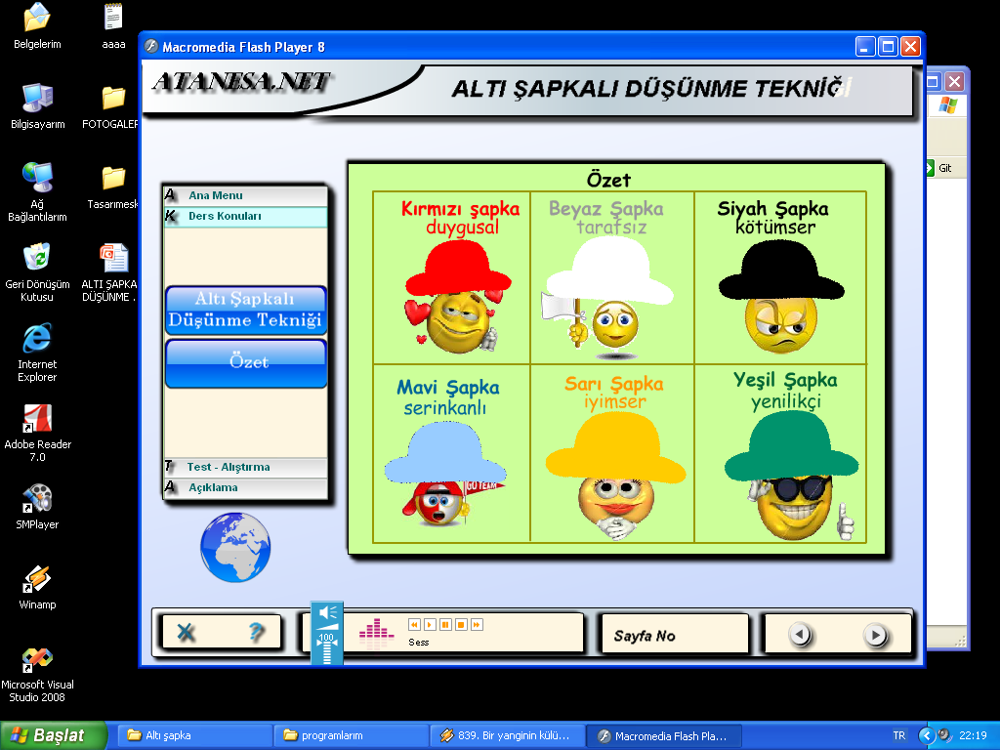 Belgelerim
aaaa
Bilgisayarım
FOTOGALER
Ağ
Bağlantılarım
Tasarımesk
Geri Dönüşüm
Kutusu
ALTI ŞAPKA
DÜŞÜNME .
Internet
Explorer
Adobe Reader
7.0
SMPlayer
Winamp
Microsoft Visual
Studio 2008
Macromedia Flash Player 8
ATANESA.NET
ALTI ŞAPKALI DÜŞÜNME TEKNİĞİ
Git
A Ana Menu
K Ders Konuları
Altı Şapkalı
Düşünme Tekniği
Özet
T Test - Alıştırma
A Açıklama
Özet
Kırmızı şapka
duygusal
Beyaz Şapka
tarafsız
Siyah Şapka
kötümser
Mavi Şapka
serinkanlı
GO TEAM
Sarı Şapka
iyimser
Yeşil Şapka
yenilikçi
100
Sess
Sayfa No
Başlat
Altı şapka
programlarım
839. Bir yanginin külü...
Macromedia Flash Pla...
TR
22:19